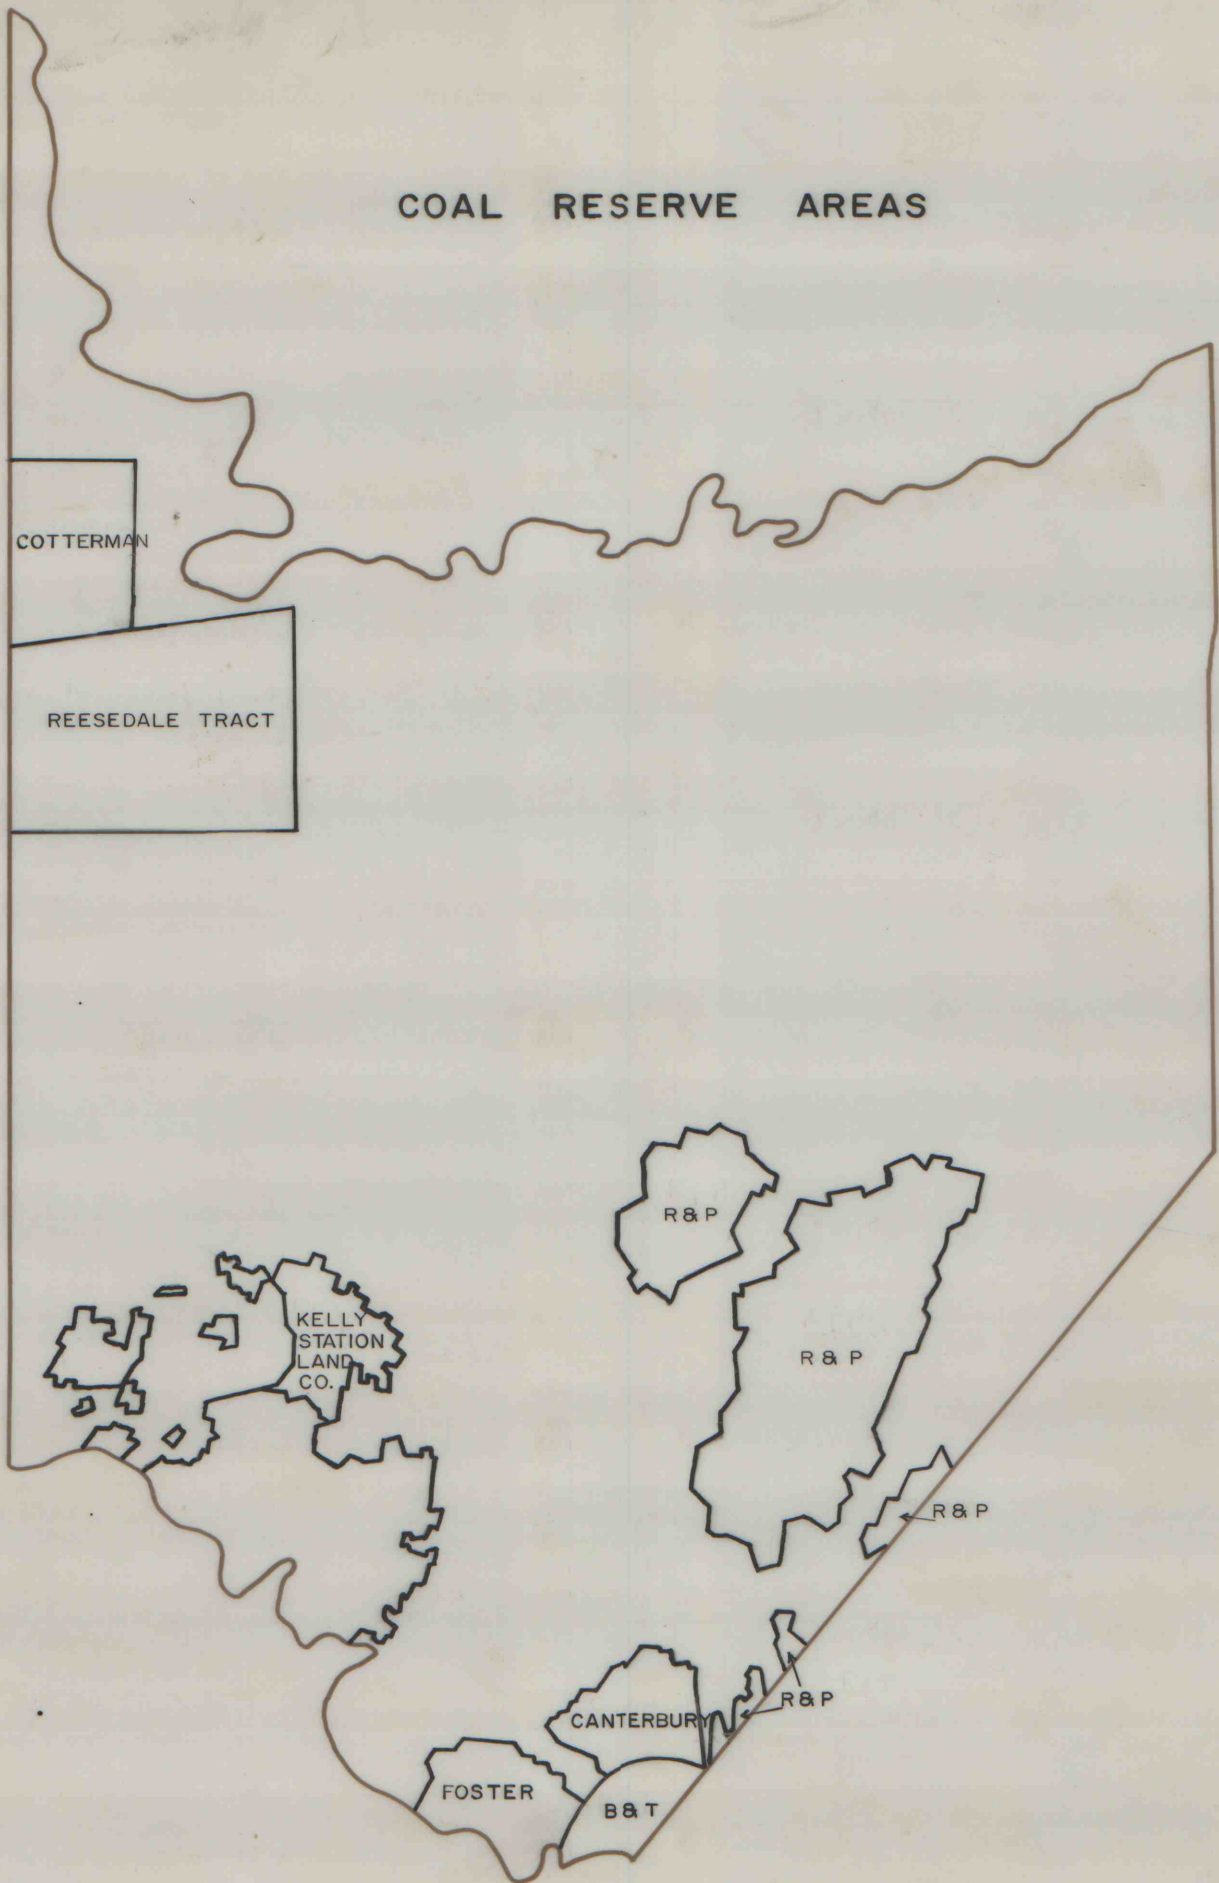 COAL RESERVE AREAS
COTTERMAN
REESEDALE TRACT
R & P
KELLY
STATION
LAND
CO.
R & P
R & P
R & P
CANTERBURY
FOSTER
B & T